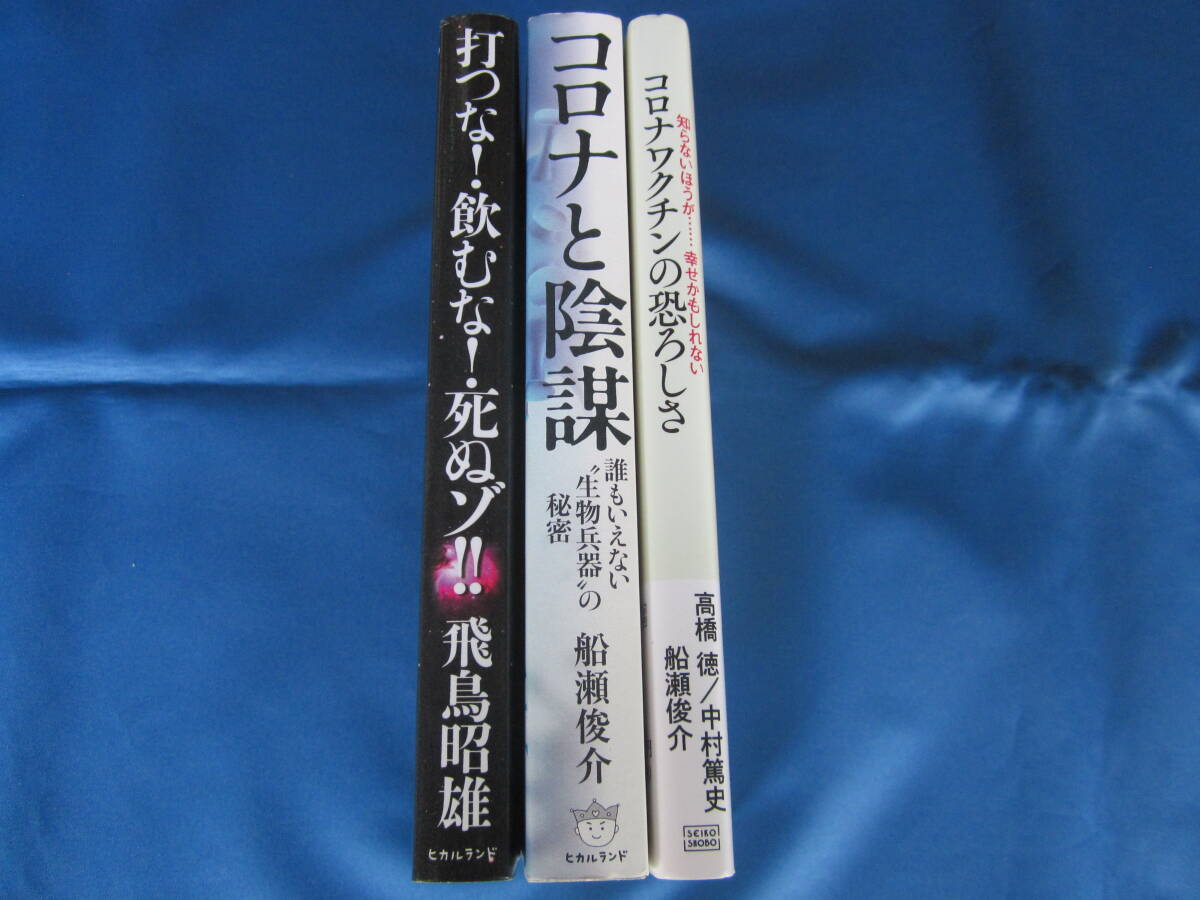 打つな！・飲むな！・死ぬゾ!!
飛鳥昭雄
ヒカルランド
コロナと陰謀
誰もいえない
〝生物兵器〟の
秘密
船瀬俊介
ヒカルランド
知らないほうが……幸せかもしれない
コロナワクチンの恐ろしさ
高橋 徳／中村篤史
船瀬俊介
SEIKO
SHOBO